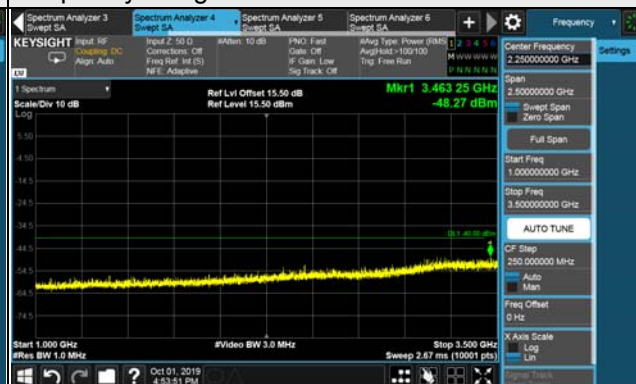 Spectrum Analyzer 3
Swept SA
Spectrum Analyzer 4
Swept SA
Spectrum Analyzer 5
Swept SA
Spectrum Analyzer 6
Swept SA
Frequency
KEYSIGHT
Input: RF
Coupling: DC
Align: Auto
Input Z: 50 Ω
Corrections: Off
Freq Ref: Int (S)
NFE: Adaptive
#Atten: 10 dB
PNO: Fast
Gate: Off
IF Gain: Low
Sig Track: Off
#Avg Type: Power (RMS
Avg|Hold:>100/100
Trig: Free Run
1 2 3 4 5 6
M W W W W W
P N N N N N
LXI
1 Spectrum
Scale/Div 10 dB
Log
Ref Lvl Offset 15.50 dB
Ref Level 15.50 dBm
Mkr1 3.463 25 GHz
-48.27 dBm
5.50
-4.50
-14.5
-24.5
-34.5
-44.5
-54.5
-64.5
-74.5
DL1 -40.00 dBm
1
Start 1.000 GHz
#Res BW 1.0 MHz
#Video BW 3.0 MHz
Stop 3.500 GHz
Sweep 2.67 ms (10001 pts)
Oct 01, 2019
4:53:51 PM
Center Frequency
2.250000000 GHz
Settings
Span
2.50000000 GHz
Swept Span
Zero Span
Full Span
Start Freq
1.000000000 GHz
Stop Freq
3.500000000 GHz
AUTO TUNE
CF Step
250.000000 MHz
Auto
Man
Freq Offset
0 Hz
X Axis Scale
Log
Lin
Signal Track